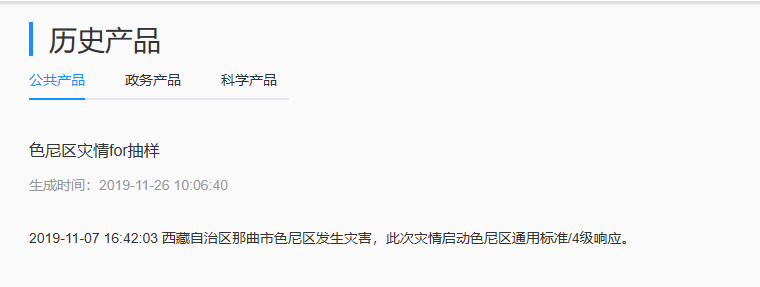 历史产品
公共产品 政务产品 科学产品
色尼区灾情for抽样
生成时间：2019-11-26 10:06:40
2019-11-07 16:42:03 西藏自治区那曲市色尼区发生灾害，此次灾情启动色尼区通用标准/4级响应。